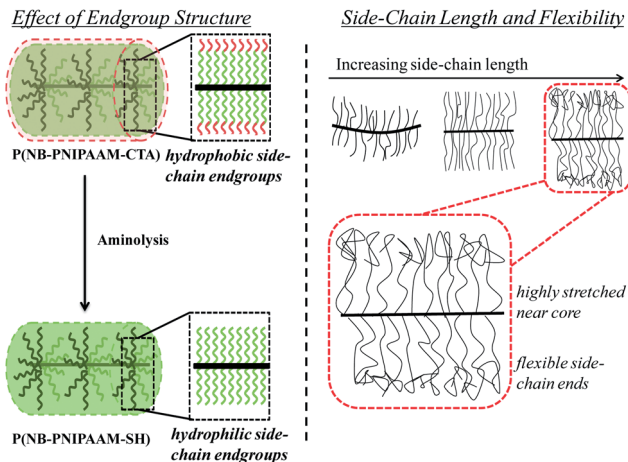 Effect of Endgroup Structure
P(NB-PNIPAAM-CTA)
hydrophobic side-
chain endgroups
Aminolysis
P(NB-PNIPAAM-SH)
hydrophilic side-
chain endgroups
Side-Chain Length and Flexibility
Increasing side-chain length
highly stretched
near core
flexible side-
chain ends